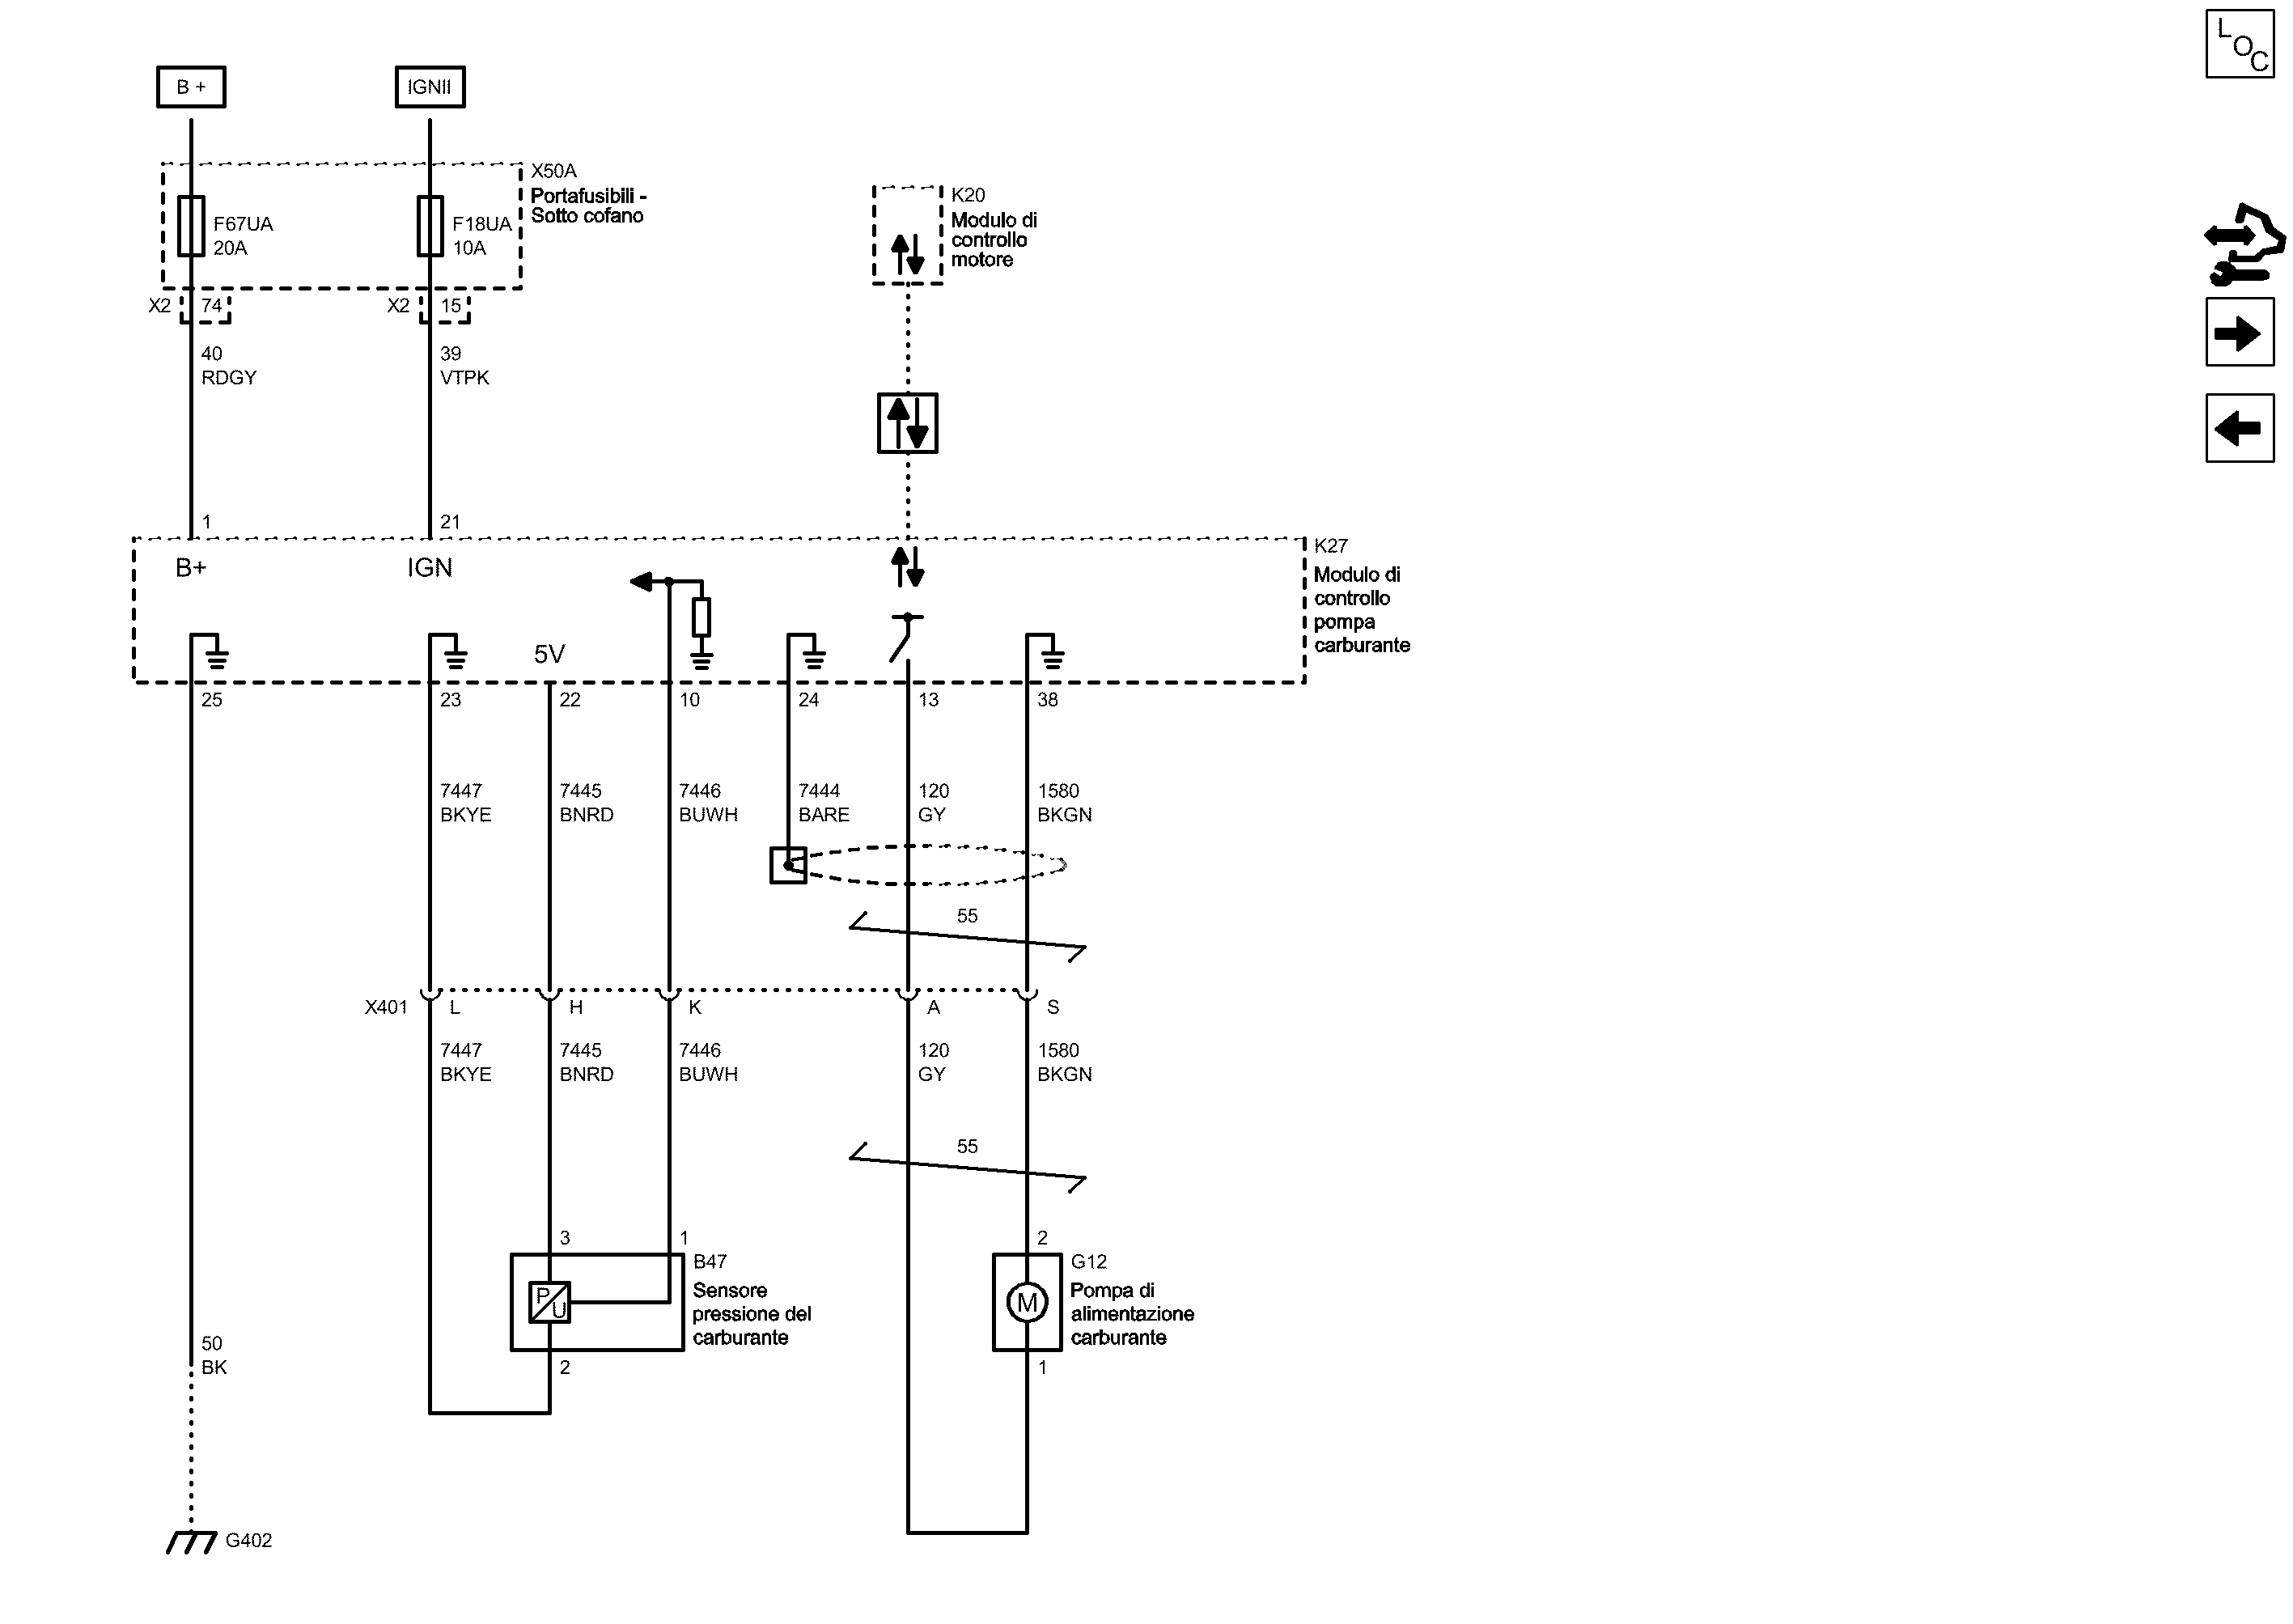 LOC
B +
IGNII
X50A
Portafusibili -
Sotto cofano
F67UA
20A
F18UA
10A
K20
Modulo di
controllo
motore
X2
74
X2
15
40
RDGY
39
VTPK
1
21
B+
IGN
5V
K27
Modulo di
controllo
pompa
carburante
25
23
22
10
24
13
38
7447
BKYE
7445
BNRD
7446
BUWH
7444
BARE
120
GY
1580
BKGN
55
X401
L
H
K
A
S
7447
BKYE
7445
BNRD
7446
BUWH
120
GY
1580
BKGN
55
3
1
B47
Sensore
pressione del
carburante
P
U
2
2
G12
Pompa di
alimentazione
carburante
M
1
50
BK
G402